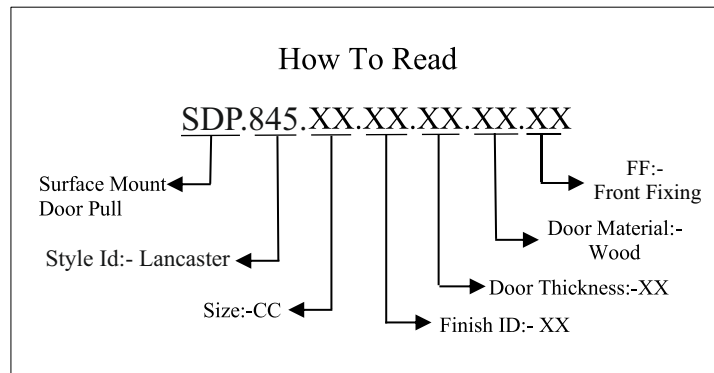 How To Read
SDP.845.XX.XX.XX.XX.XX
Surface Mount
Door Pull
FF:-
Front Fixing
Style Id:- Lancaster
Door Material:-
Wood
Size:-CC
Door Thickness:-XX
Finish ID:- XX